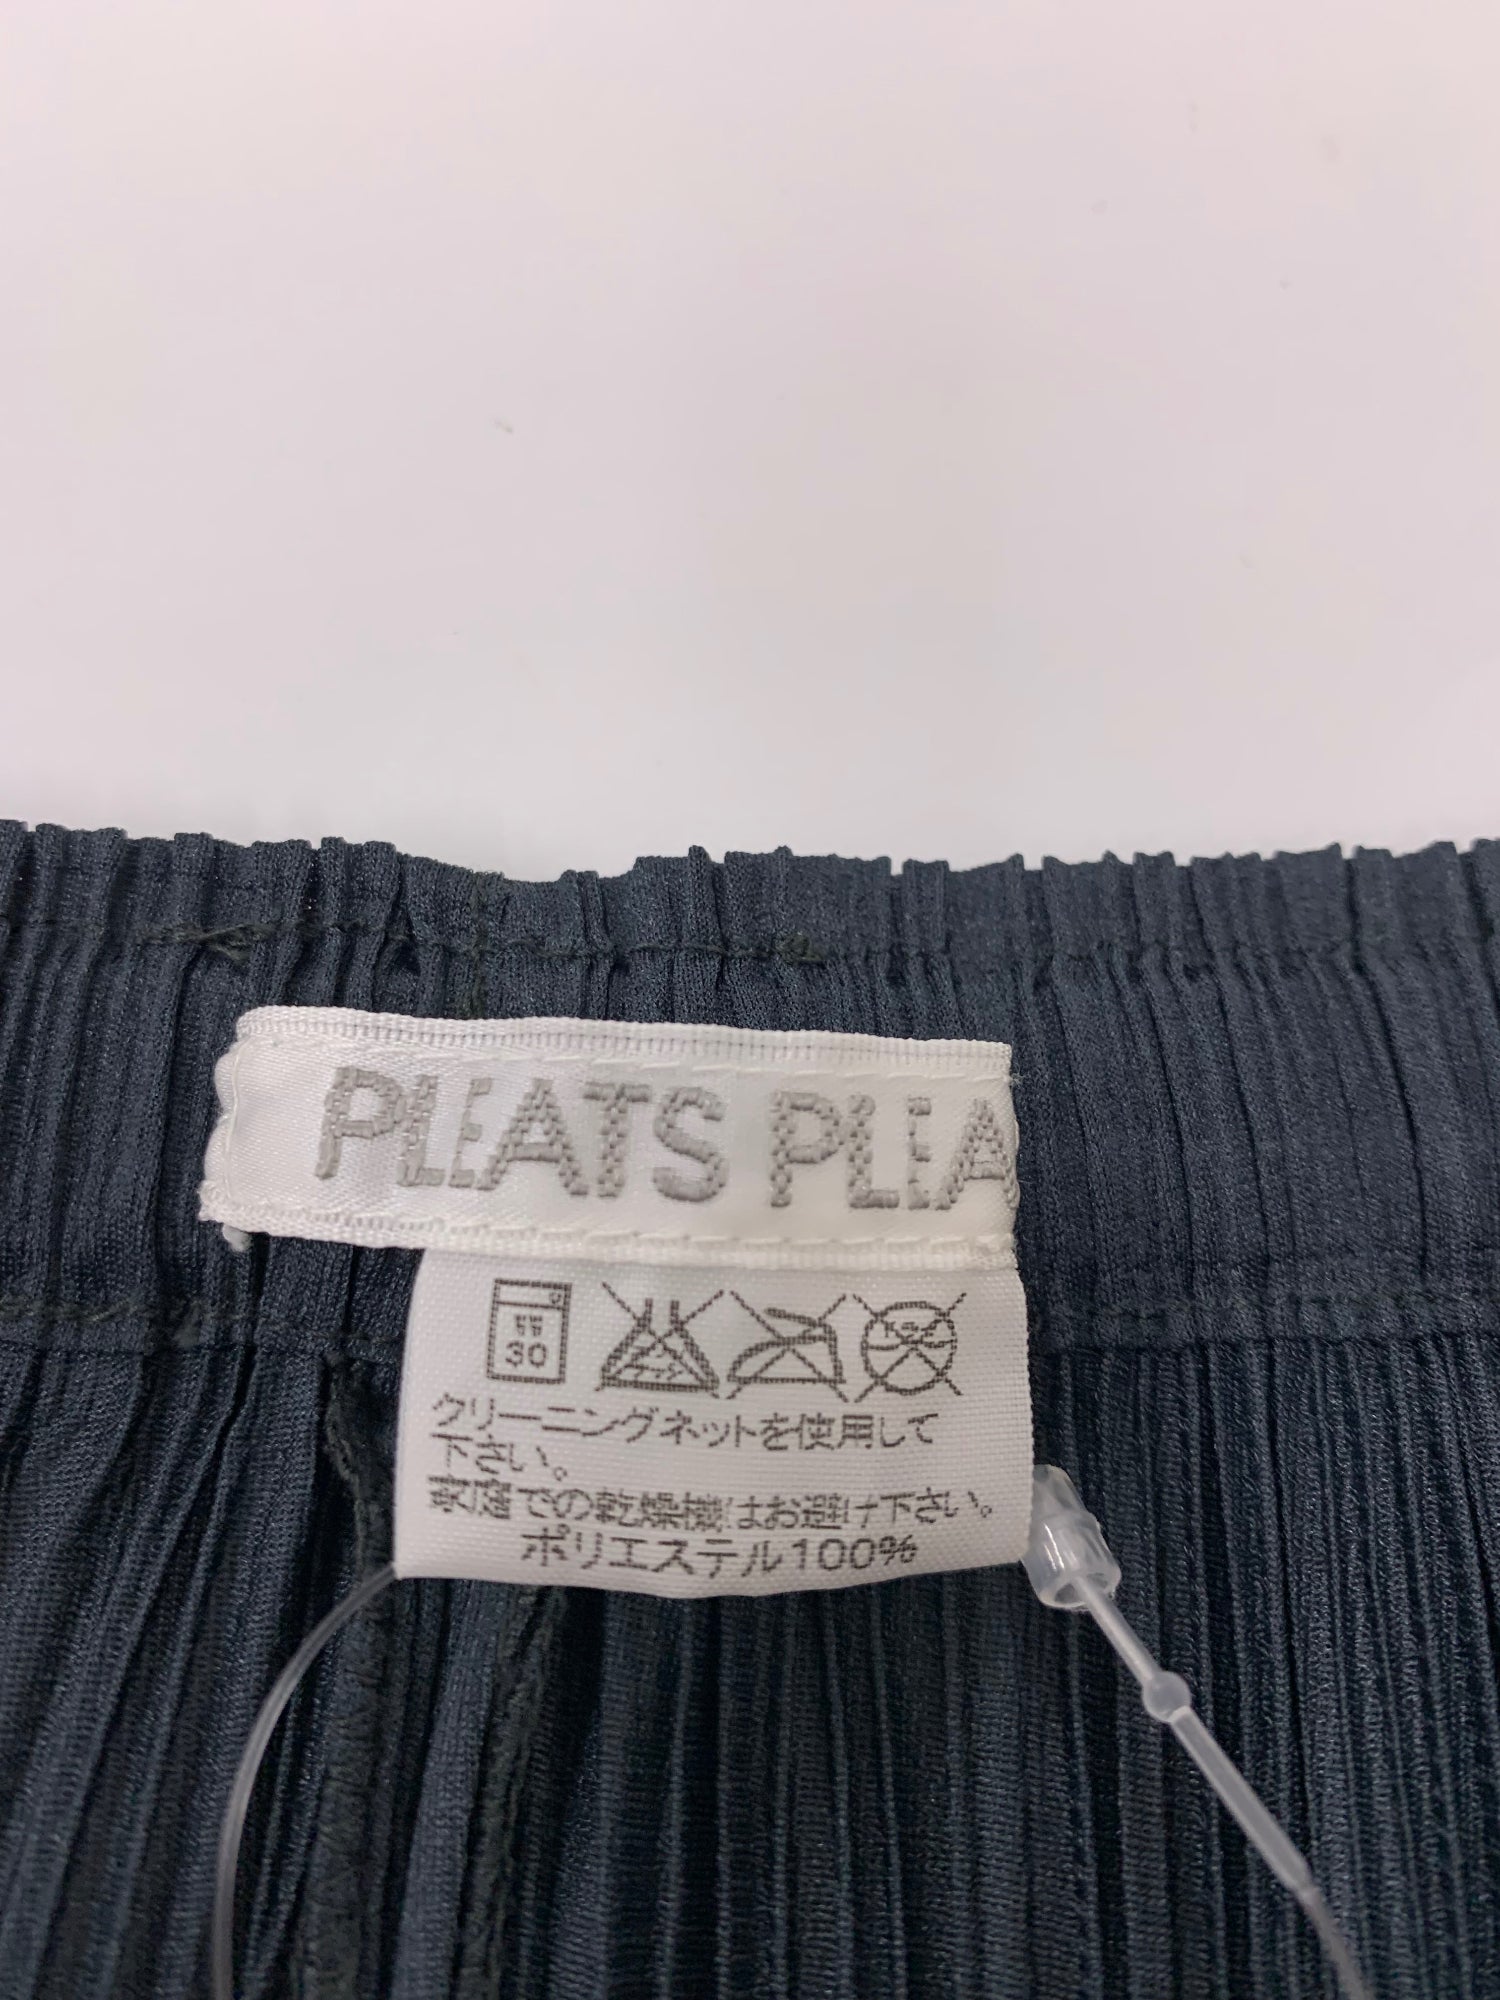 PLEATS PLEA
30
クリーニングネットを使用して
下さい。
での乾燥機はお避け下さい。
ポリエステル100%